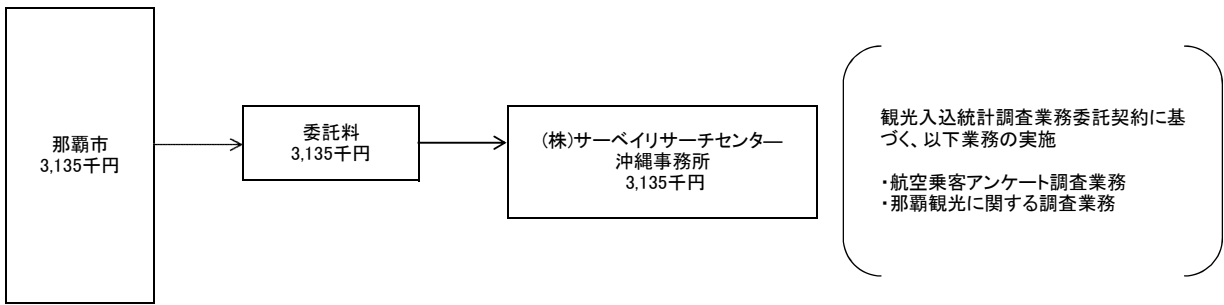 那覇市
3,135千円
委託料
3,135千円
(株)サーベイリサーチセンター
沖縄事務所
3,135千円
観光入込統計調査業務委託契約に基
づく、以下業務の実施
・航空乗客アンケート調査業務
・那覇観光に関する調査業務